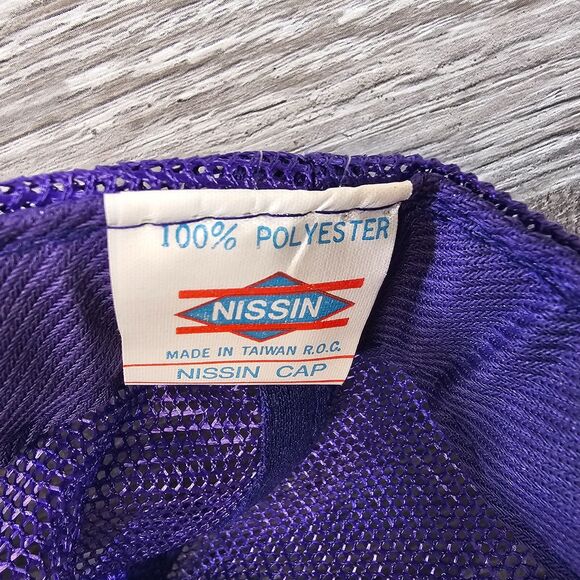 100% POLYESTER
NISSIN
MADE IN TAIWAN R.O.C.
NISSIN CAP